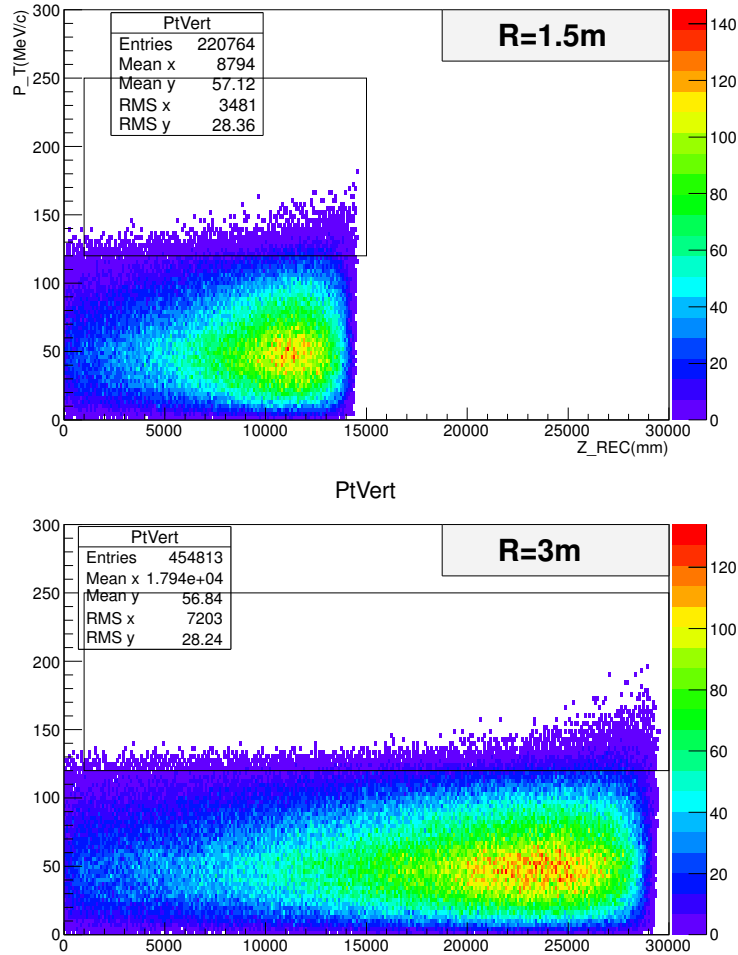 P_T(MeV/c)
300
250
200
150
100
50
0
PtVert
Entries 220764
Mean x 8794
Mean y 57.12
RMS x 3481
RMS y 28.36
R=1.5m
140
120
100
80
60
40
20
0
0 5000 10000 15000 20000 25000 30000
Z_REC(mm)
PtVert
300
250
200
150
100
50
0
PtVert
Entries 454813
Mean x 1.794e+04
Mean y 56.84
RMS x 7203
RMS y 28.24
R=3m
120
100
80
60
40
20
0
0 5000 10000 15000 20000 25000 30000